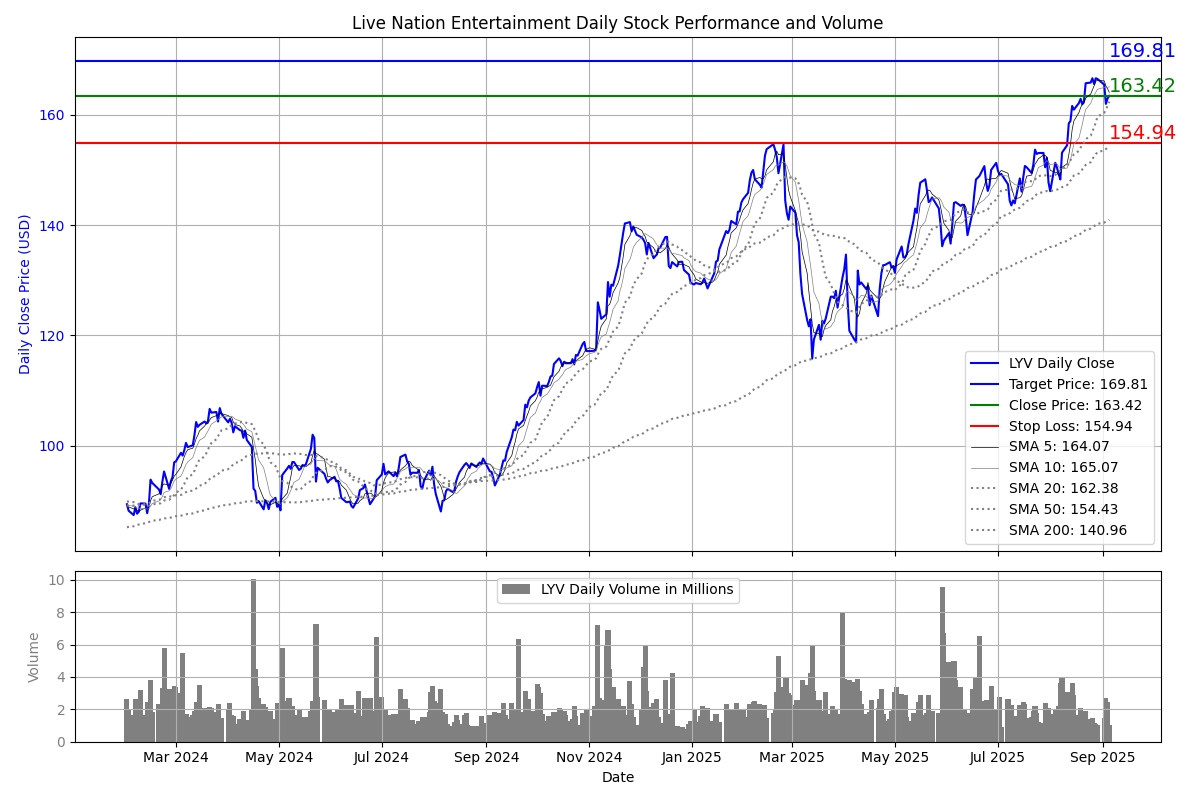 Live Nation Entertainment Daily Stock Performance and Volume
169.81
163.42
154.94
160
140
120
100
Daily Close Price (USD)
LYV Daily Close
Target Price: 169.81
Close Price: 163.42
Stop Loss: 154.94
SMA 5: 164.07
SMA 10: 165.07
SMA 20: 162.38
SMA 50: 154.43
SMA 200: 140.96
LYV Daily Volume in Millions
10
8
6
4
2
0
Volume
Mar 2024 May 2024 Jul 2024 Sep 2024 Nov 2024 Jan 2025 Mar 2025 May 2025 Jul 2025 Sep 2025
Date